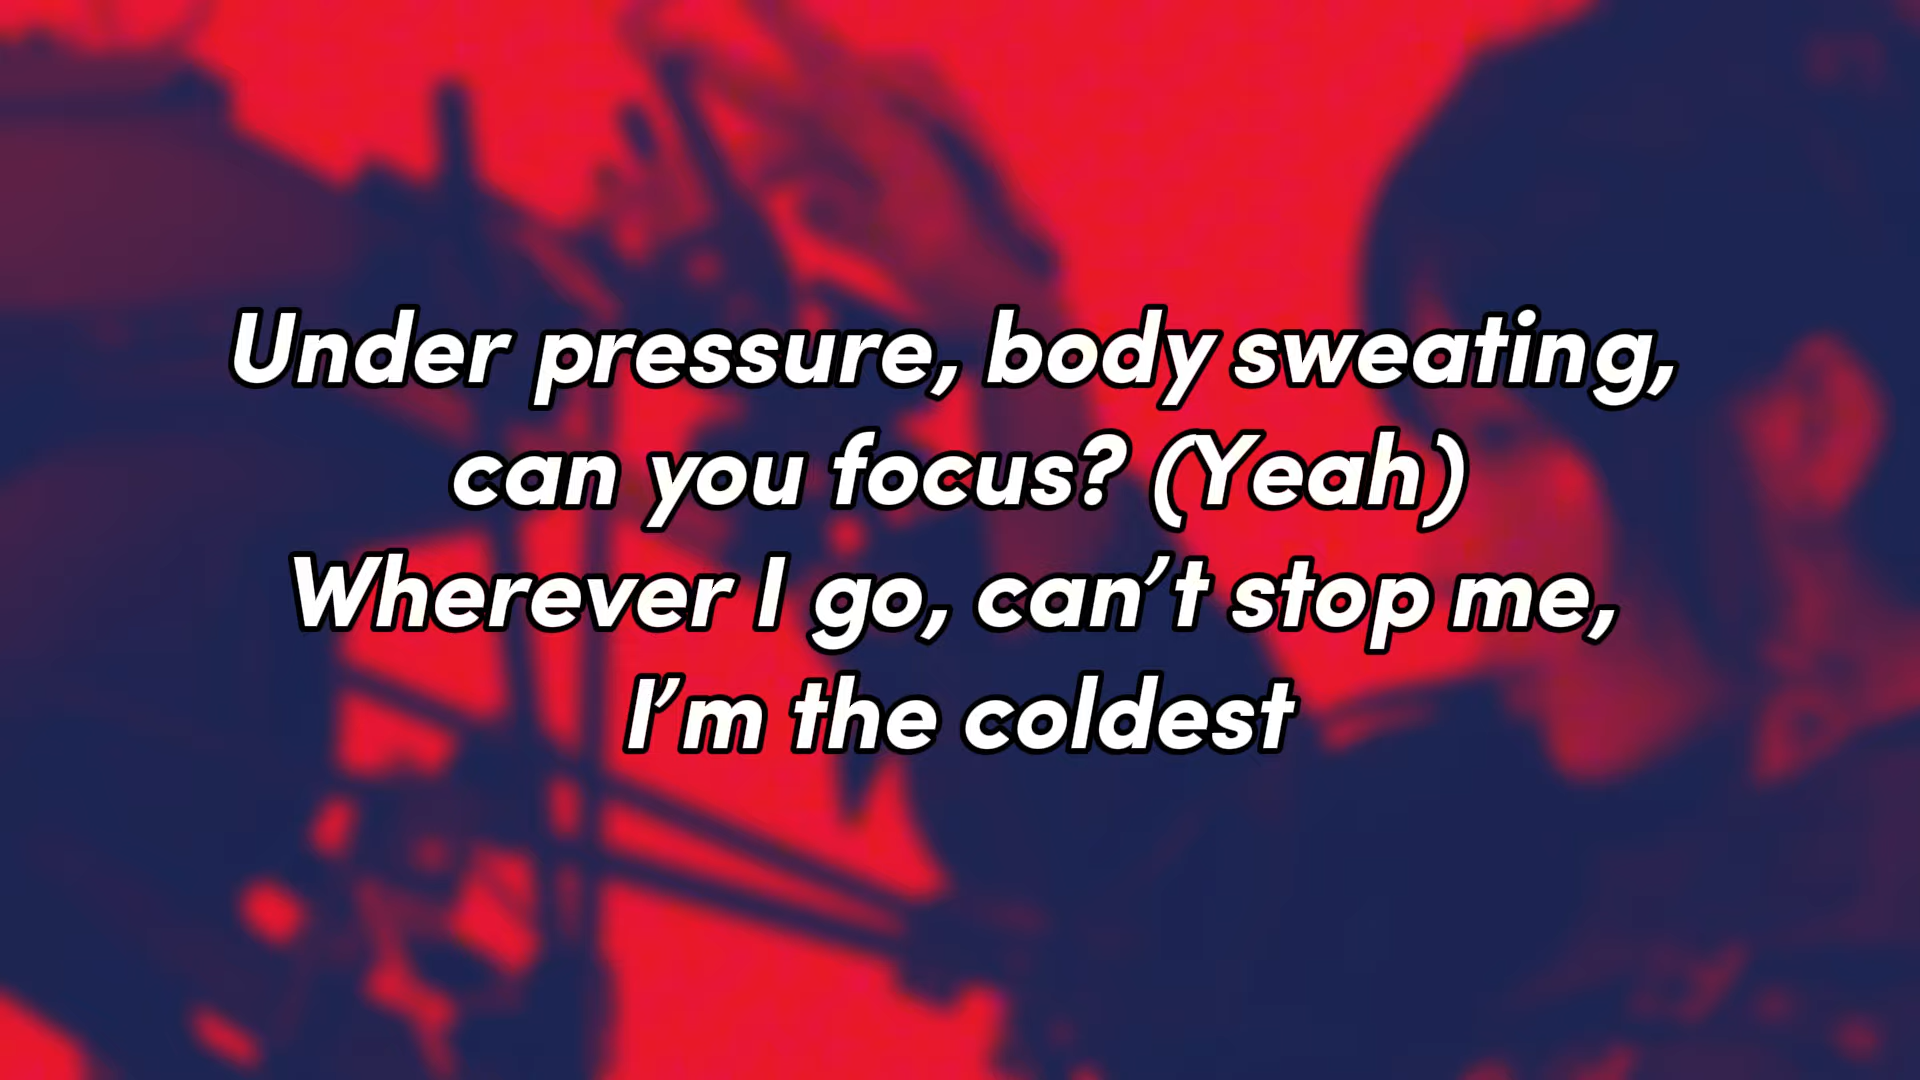 Under pressure, body sweating,
can you focus? (Yeah)
Wherever I go, can't stop me,
I'm the coldest